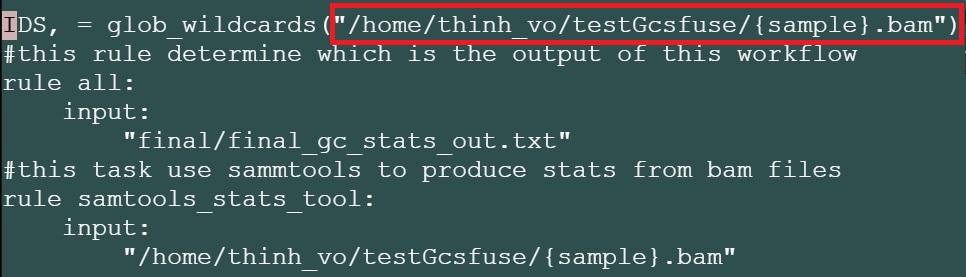 IDS, = glob_wildcards("/home/thinh_vo/testGcsfuse/{sample}.bam")
#this rule determine which is the output of this workflow
rule all:
    input:
        "final/final_gc_stats_out.txt"
#this task use sammtools to produce stats from bam files
rule samtools_stats_tool:
    input:
        "/home/thinh_vo/testGcsfuse/{sample}.bam"